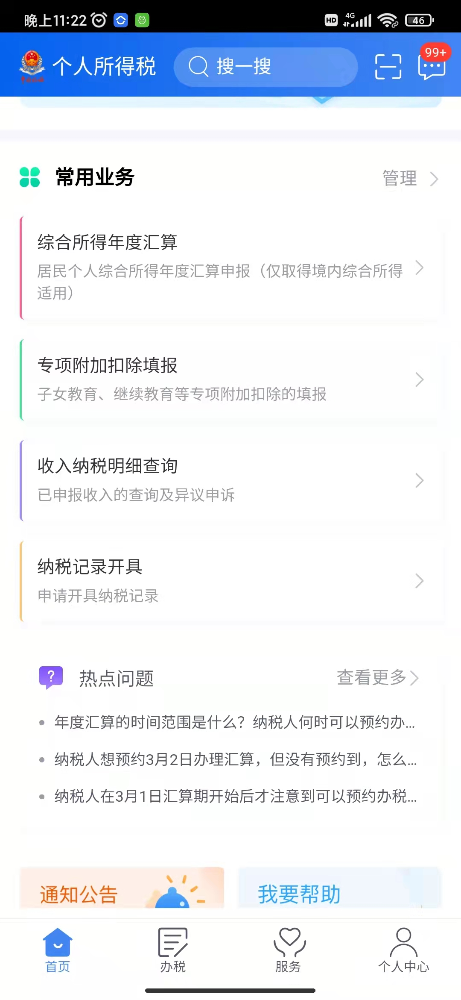 晚上11:22
HD 4G 46
个人所得税
搜一搜
99+
常用业务
管理
综合所得年度汇算
居民个人综合所得年度汇算申报（仅取得境内综合所得
适用）
专项附加扣除填报
子女教育、继续教育等专项附加扣除的填报
收入纳税明细查询
已申报收入的查询及异议申诉
纳税记录开具
申请开具纳税记录
?
热点问题
查看更多
年度汇算的时间范围是什么？纳税人何时可以预约办...
纳税人想预约3月2日办理汇算，但没有预约到，怎么...
纳税人在3月1日汇算期开始后才注意到可以预约办税...
通知公告
我要帮助
首页
办税
服务
个人中心